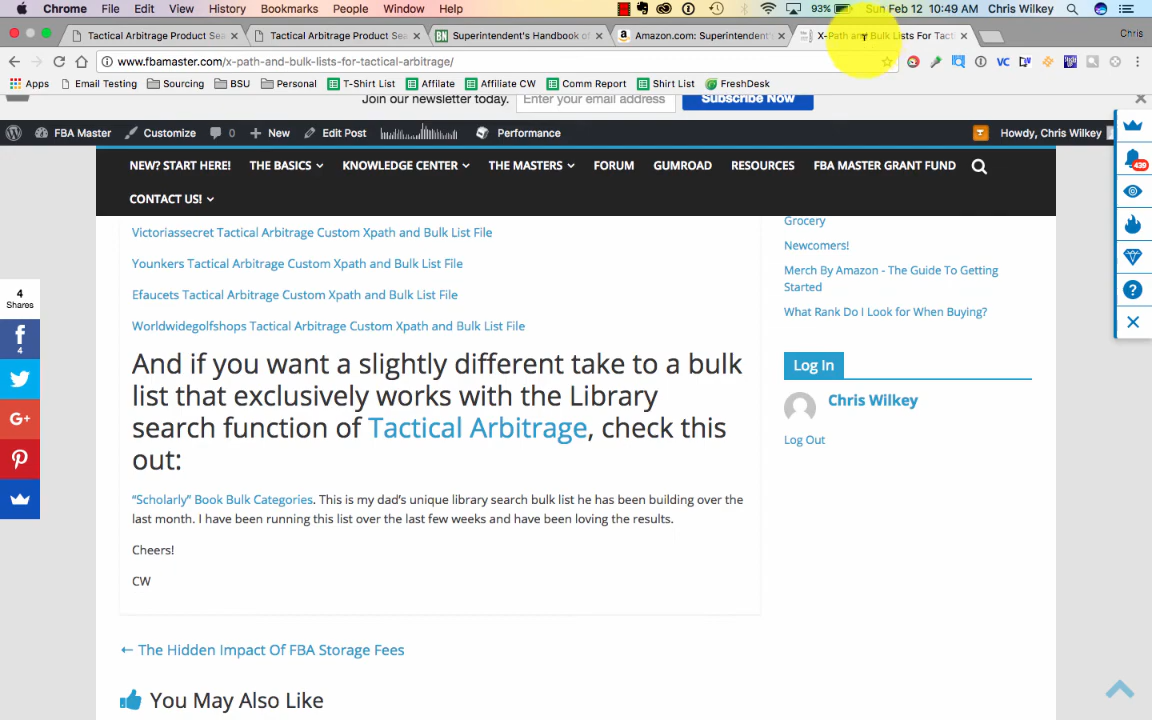 Chrome File Edit View History Bookmarks People Window Help 93% Sun Feb 12 10:49 AM Chris Wilkey
Tactical Arbitrage Product Sea Tactical Arbitrage Product Sea BN Superintendent's Handbook of Amazon.com: Superintendent' X-Path and Bulk Lists For Tacti Chris
www.fbamaster.com/x-path-and-bulk-lists-for-tactical-arbitrage/
Apps Email Testing Sourcing BSU Personal T-Shirt List Affilate Affiliate CW Comm Report Shirt List FreshDesk
Join our newsletter today. Enter your email address Subscribe Now
FBA Master Customize 0 New Edit Post Performance Howdy, Chris Wilkey
NEW? START HERE! THE BASICS KNOWLEDGE CENTER THE MASTERS FORUM GUMROAD RESOURCES FBA MASTER GRANT FUND
CONTACT US!
439
Victoriassecret Tactical Arbitrage Custom Xpath and Bulk List File
Younkers Tactical Arbitrage Custom Xpath and Bulk List File
Efaucets Tactical Arbitrage Custom Xpath and Bulk List File
Worldwidegolfshops Tactical Arbitrage Custom Xpath and Bulk List File
And if you want a slightly different take to a bulk
list that exclusively works with the Library
search function of Tactical Arbitrage, check this
out:
"Scholarly" Book Bulk Categories. This is my dad's unique library search bulk list he has been building over the
last month. I have been running this list over the last few weeks and have been loving the results.
Cheers!
CW
← The Hidden Impact Of FBA Storage Fees
You May Also Like
Grocery
Newcomers!
Merch By Amazon - The Guide To Getting
Started
What Rank Do I Look for When Buying?
Log In
Chris Wilkey
Log Out
4
Shares
f
4
G+